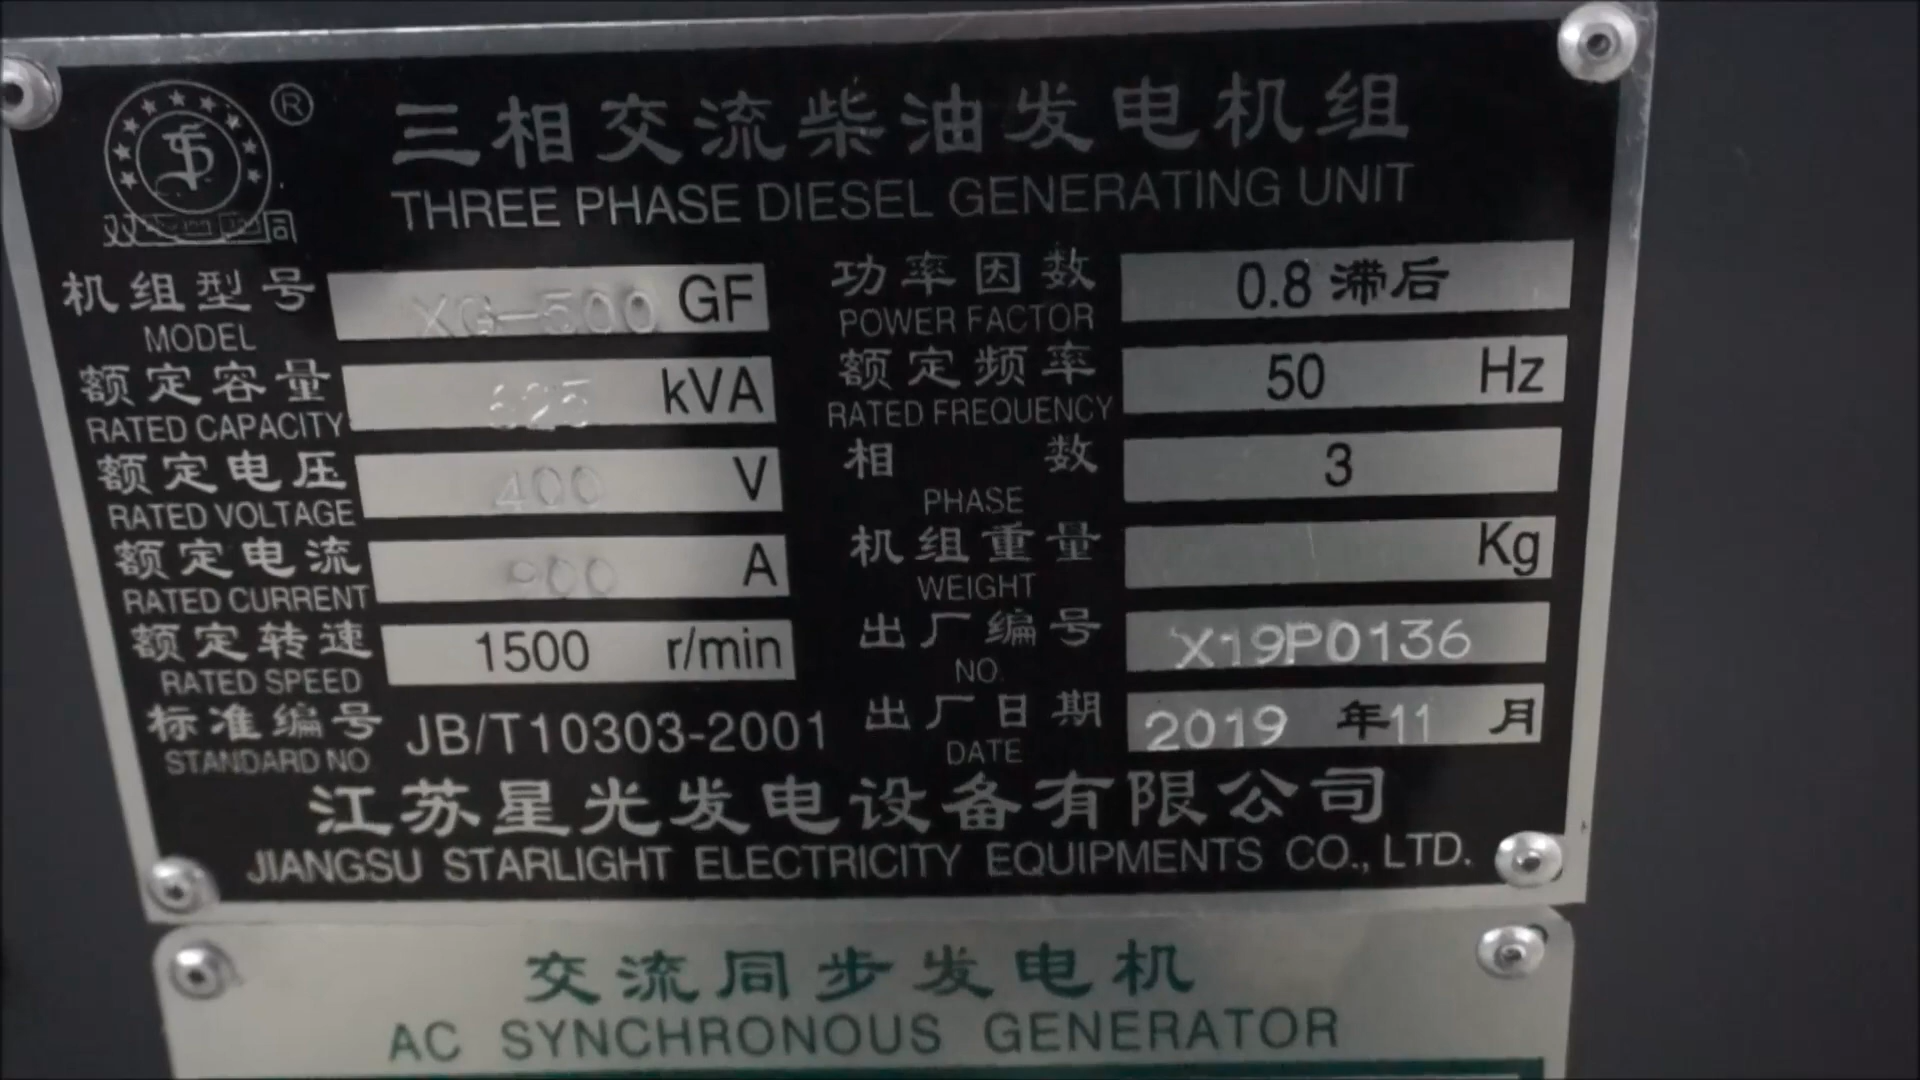 ®
三相交流柴油发电机组
THREE PHASE DIESEL GENERATING UNIT
机组型号 XG-500 GF
MODEL
额定容量 625 kVA
RATED CAPACITY
额定电压 400 V
RATED VOLTAGE
额定电流 900 A
RATED CURRENT
额定转速 1500 r/min
RATED SPEED
标准编号 JB/T10303-2001
STANDARD NO
功率因数 0.8 滞后
POWER FACTOR
额定频率 50 Hz
RATED FREQUENCY
相数 3
PHASE
机组重量 Kg
WEIGHT
出厂编号 X19P0136
NO.
出厂日期 2019 年 11 月
DATE
江苏星光发电设备有限公司
JIANGSU STARLIGHT ELECTRICITY EQUIPMENTS CO., LTD.
交流同步发电机
AC SYNCHRONOUS GENERATOR